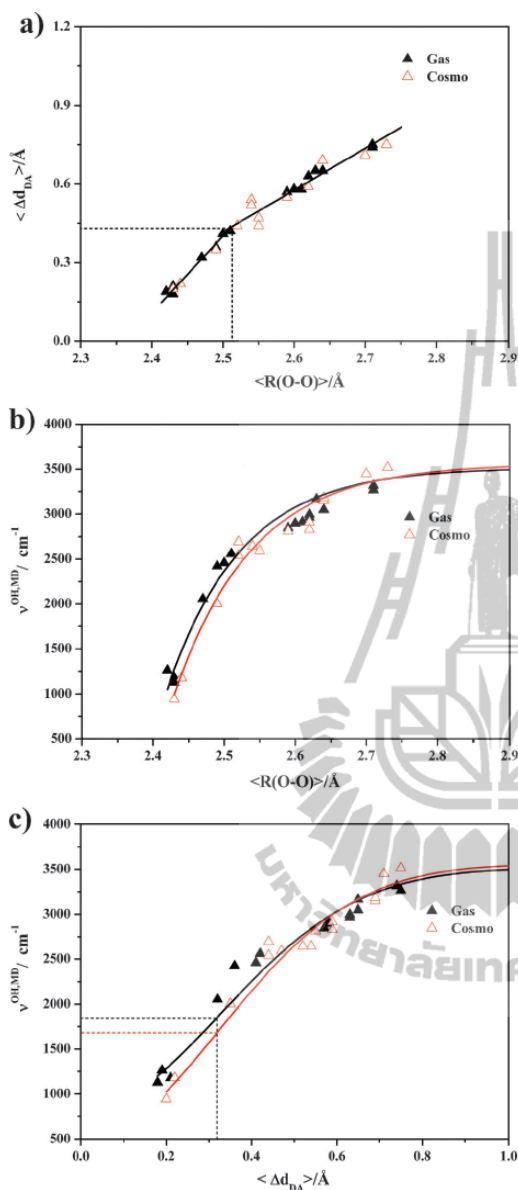 a)
1.2
0.9
0.6
0.3
0.0
< Δd_DA >/Å
Gas
Cosmo
2.3 2.4 2.5 2.6 2.7 2.8 2.9
<R(O-O)>/Å
b)
4000
3500
3000
2500
2000
1500
1000
500
ν^OH,MD/ cm⁻¹
Gas
Cosmo
2.3 2.4 2.5 2.6 2.7 2.8 2.9
<R(O-O)>/Å
c)
4000
3500
3000
2500
2000
1500
1000
500
ν^OH,MD/ cm⁻¹
Gas
Cosmo
0.0 0.2 0.4 0.6 0.8 1.0
< Δd_DA >/Å